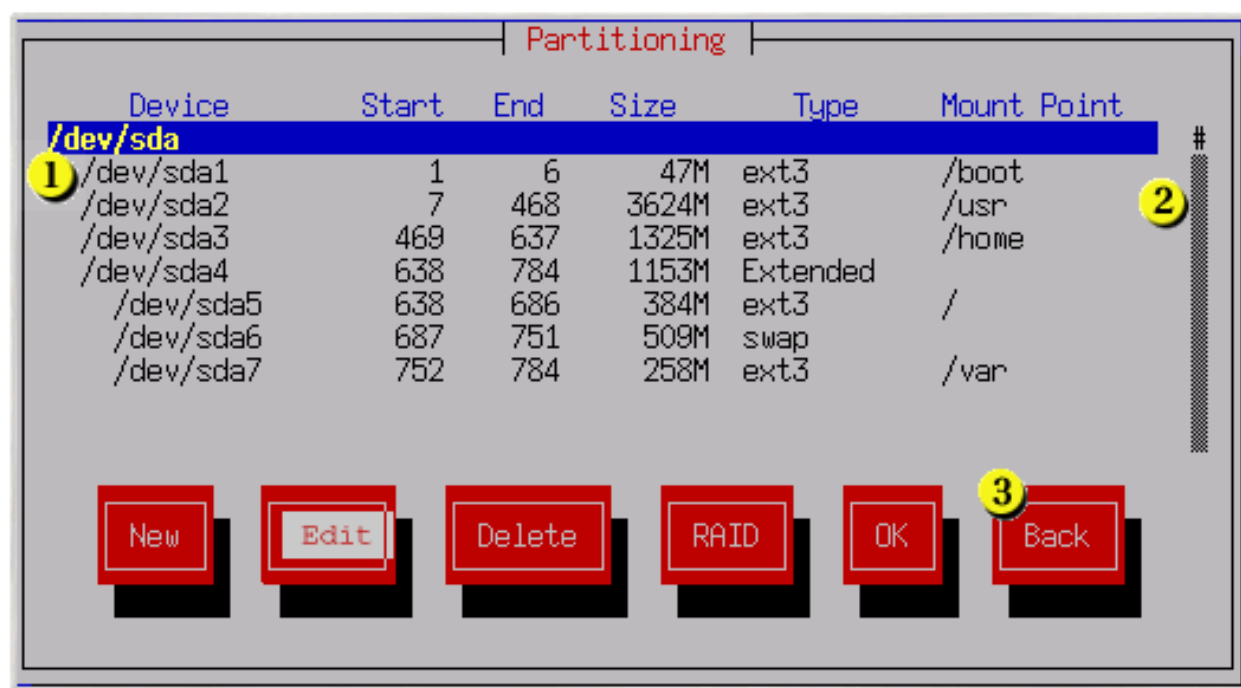 Partitioning
Device Start End Size Type Mount Point
/dev/sda #
1 /dev/sda1 1 6 47M ext3 /boot
/dev/sda2 7 468 3624M ext3 /usr 2
/dev/sda3 469 637 1325M ext3 /home
/dev/sda4 638 784 1153M Extended
/dev/sda5 638 686 384M ext3 /
/dev/sda6 687 751 509M swap
/dev/sda7 752 784 258M ext3 /var
3
New Edit Delete RAID OK Back